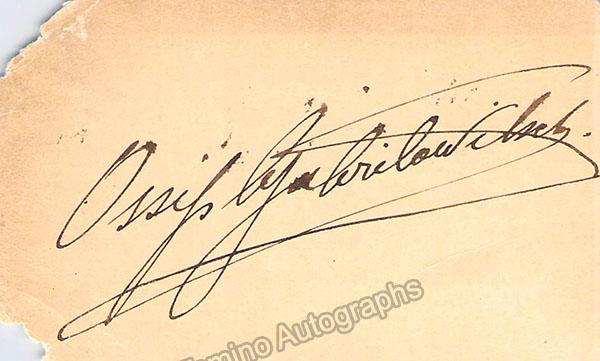 Ossip Gabrilowitsch.
Tamino Autographs